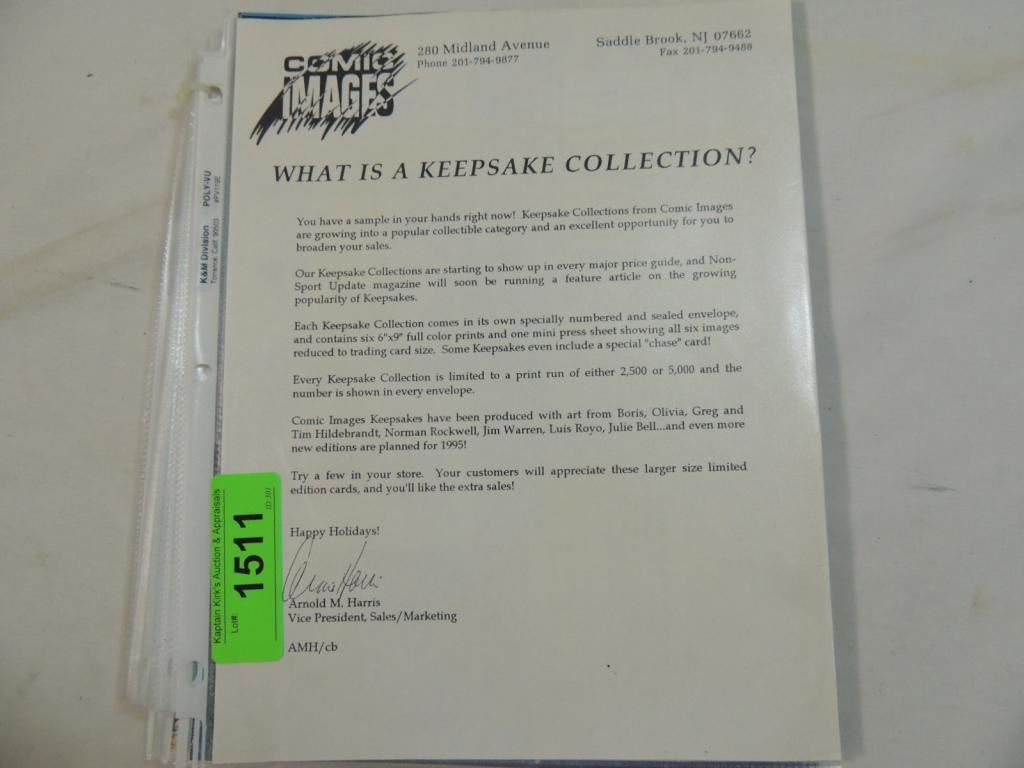 COMIC
IMAGES
280 Midland Avenue
Phone 201-794-9877
Saddle Brook, NJ 07662
Fax 201-794-9488
WHAT IS A KEEPSAKE COLLECTION?
You have a sample in your hands right now! Keepsake Collections from Comic Images
are growing into a popular collectible category and an excellent opportunity for you to
broaden your sales.
Our Keepsake Collections are starting to show up in every major price guide, and Non-
Sport Update magazine will soon be running a feature article on the growing
popularity of Keepsakes.
Each Keepsake Collection comes in its own specially numbered and sealed envelope,
and contains six 6"x9" full color prints and one mini press sheet showing all six images
reduced to trading card size. Some Keepsakes even include a special "chase" card!
Every Keepsake Collection is limited to a print run of either 2,500 or 5,000 and the
number is shown in every envelope.
Comic Images Keepsakes have been produced with art from Boris, Olivia, Greg and
Tim Hildebrandt, Norman Rockwell, Jim Warren, Luis Royo, Julie Bell...and even more
new editions are planned for 1995!
Try a few in your store. Your customers will appreciate these larger size limited
edition cards, and you'll like the extra sales!
Happy Holidays!
Arnold M. Harris
Vice President, Sales/Marketing
AMH/cb
K&M Division POLY-VU
Torrance, Calif. 90503 #PV119E
Kaptain Kirk's Auction & Appraisals
Lot#: 1511
ID:301